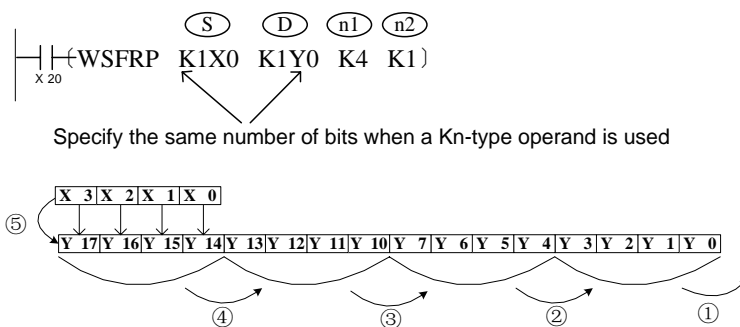 S D n1 n2
WSFRP K1X0 K1Y0 K4 K1
X 20
Specify the same number of bits when a Kn-type operand is used
X 3 X 2 X 1 X 0
⑤
Y 17 Y 16 Y 15 Y 14 Y 13 Y 12 Y 11 Y 10 Y 7 Y 6 Y 5 Y 4 Y 3 Y 2 Y 1 Y 0
④ ③ ② ①